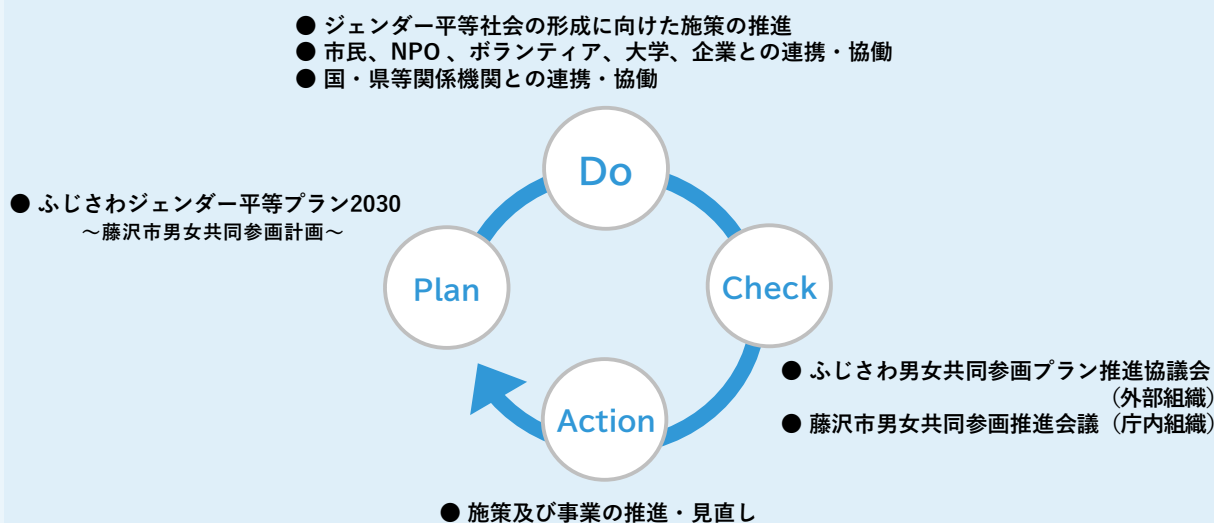 ● ジェンダー平等社会の形成に向けた施策の推進
● 市民、NPO 、ボランティア、大学、企業との連携・協働
● 国・県等関係機関との連携・協働
Do
● ふじさわジェンダー平等プラン2030
～藤沢市男女共同参画計画～
Plan
Check
● ふじさわ男女共同参画プラン推進協議会
（外部組織）
● 藤沢市男女共同参画推進会議（庁内組織）
Action
● 施策及び事業の推進・見直し